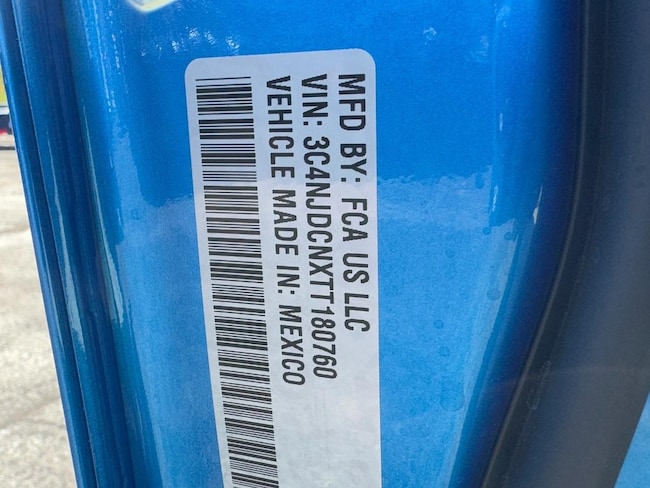 MFD BY: FCA US LLC
VIN: 3C4NJDCNXTT180760
VEHICLE MADE IN: MEXICO